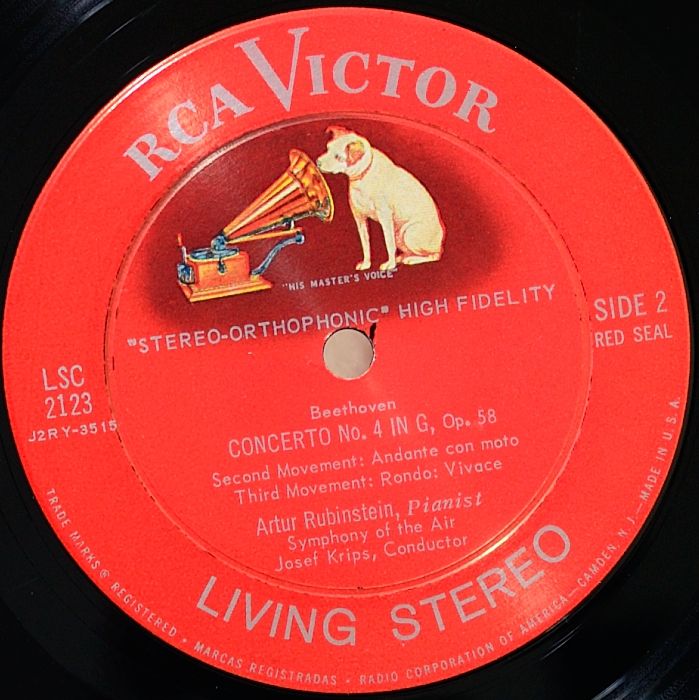 RCA VICTOR
"HIS MASTER'S VOICE"
"STEREO-ORTHOPHONIC" HIGH FIDELITY
SIDE 2
RED SEAL
LSC
2123
J2RY-3515
Beethoven
CONCERTO No. 4 IN G, Op. 58
Second Movement: Andante con moto
Third Movement: Rondo: Vivace
Artur Rubinstein, Pianist
Symphony of the Air
Josef Krips, Conductor
LIVING STEREO
TRADE MARKS ® REGISTERED • MARCAS REGISTRADAS • RADIO CORPORATION OF AMERICA—CAMDEN, N. J.—MADE IN U.S.A.